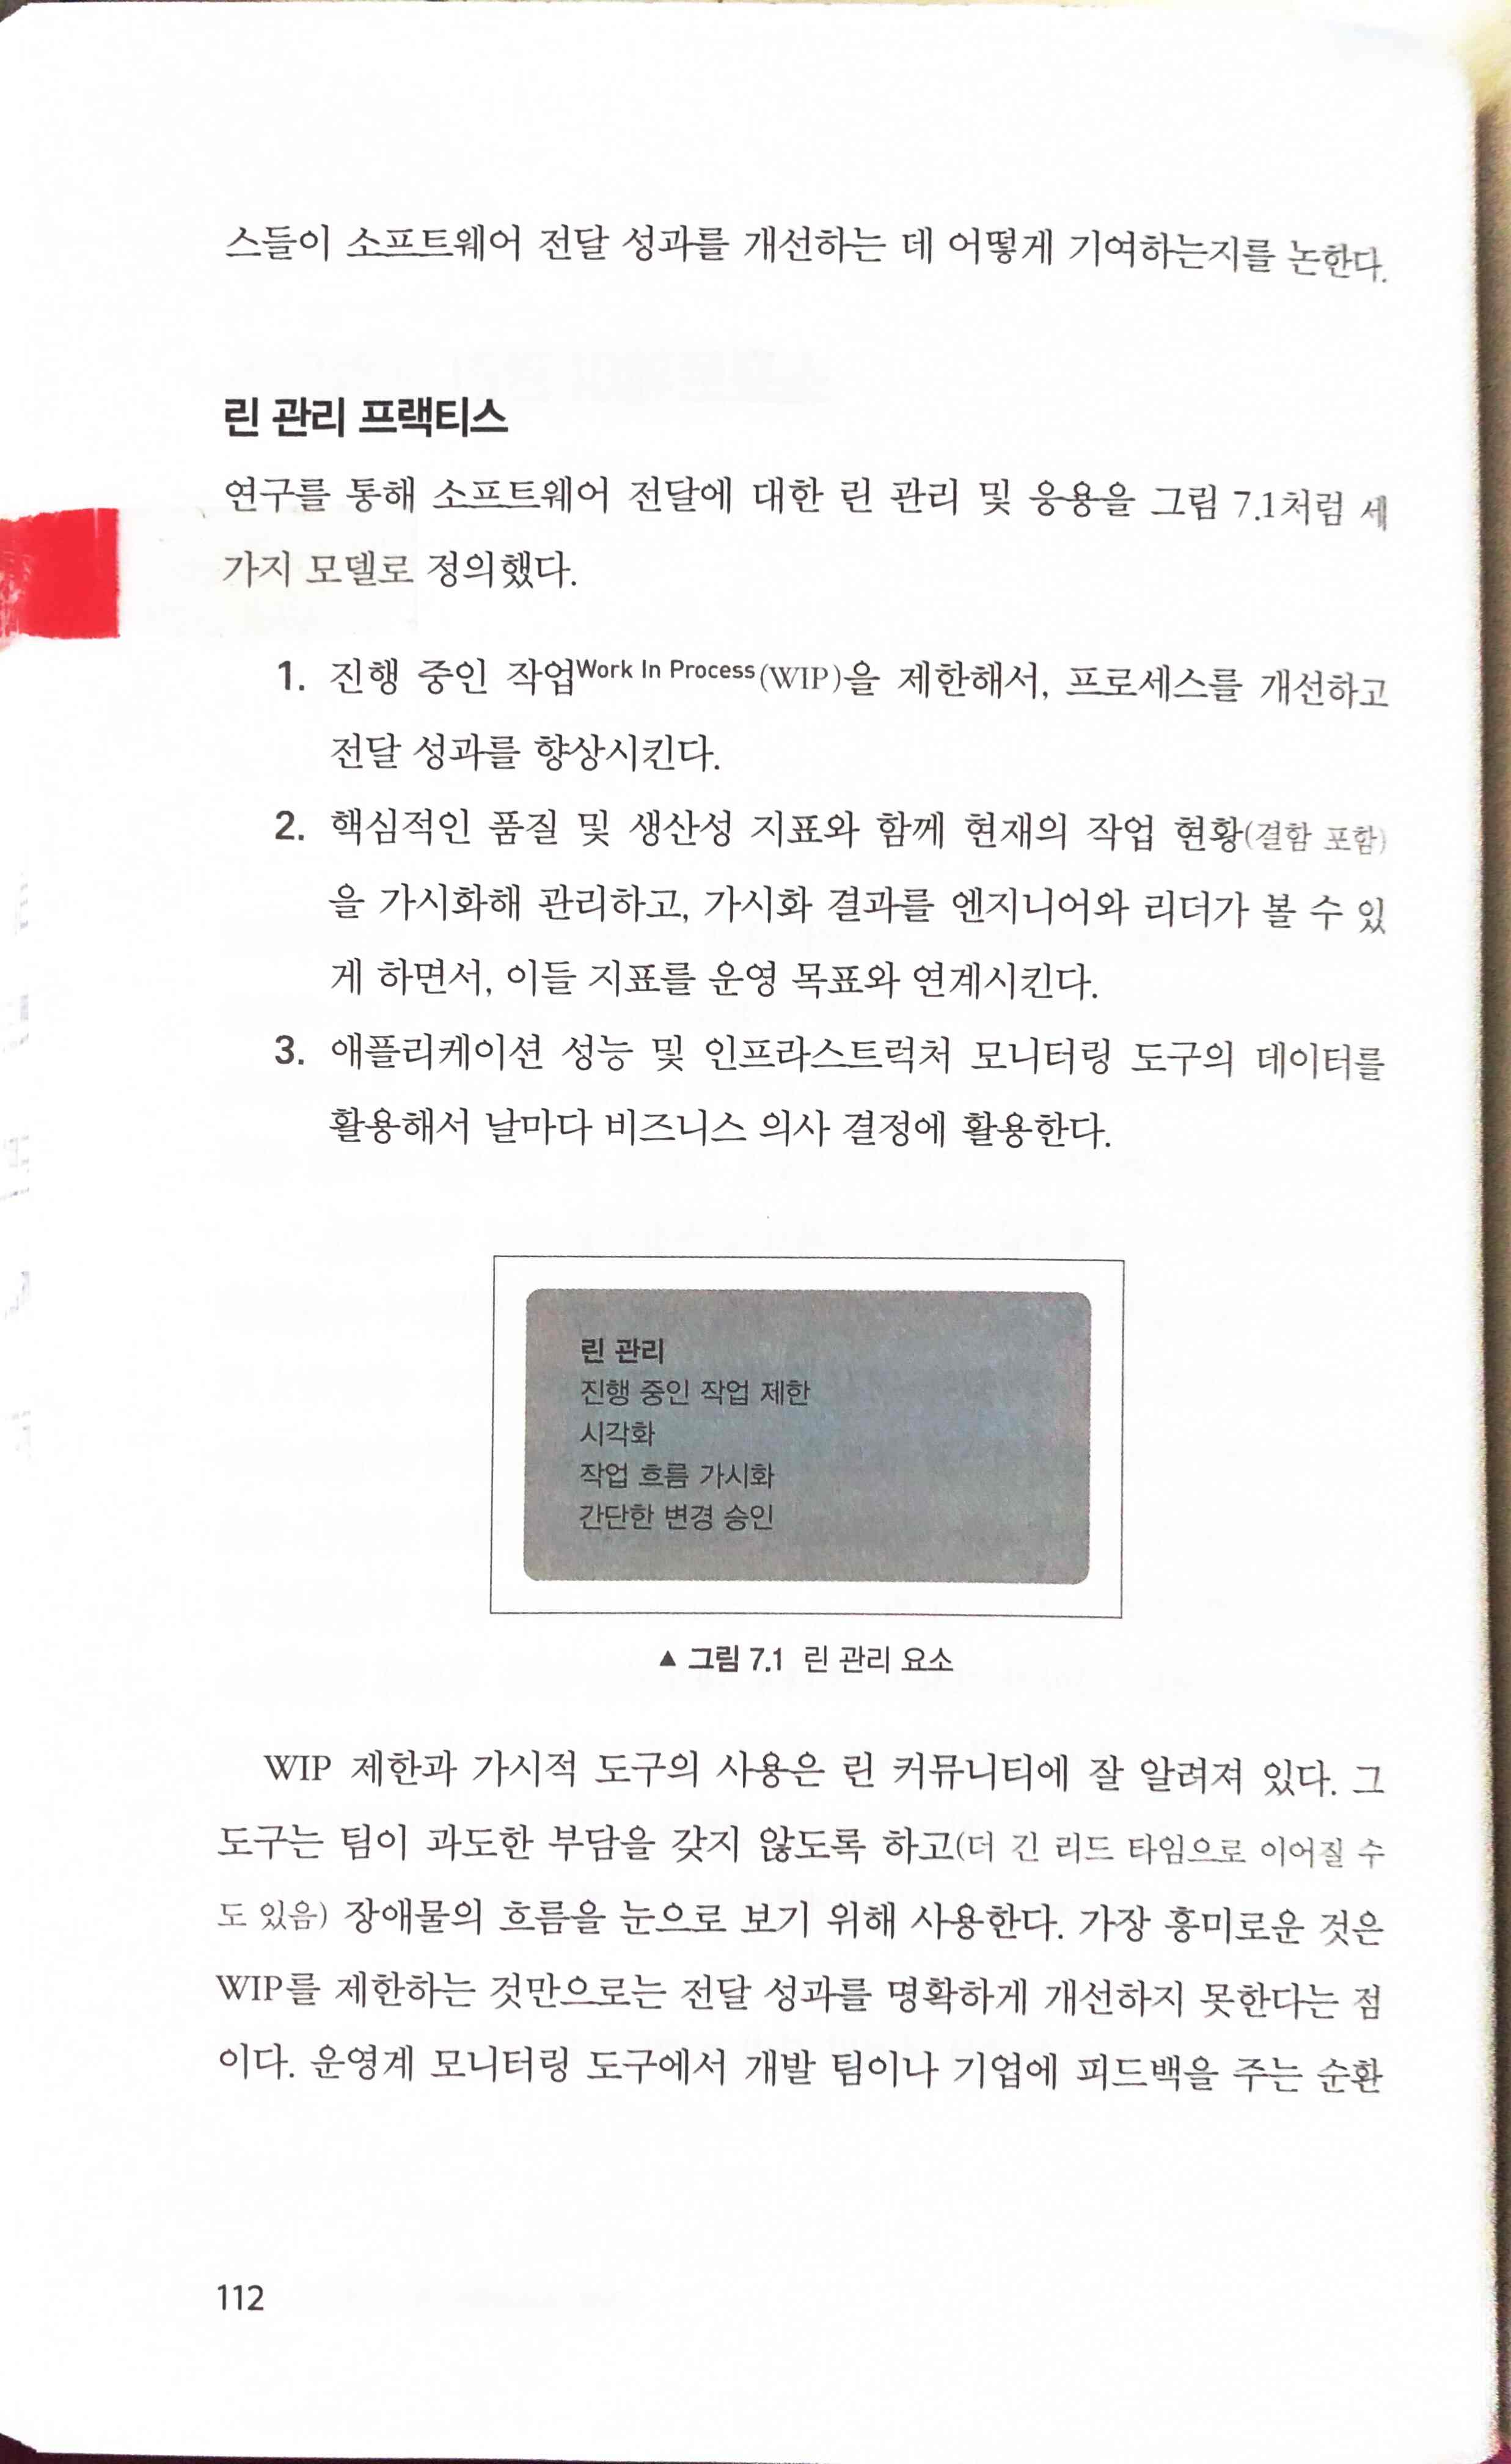 스들이 소프트웨어 전달 성과를 개선하는 데 어떻게 기여하는지를 논한다.
린 관리 프랙티스
연구를 통해 소프트웨어 전달에 대한 린 관리 및 응용을 그림 7.1처럼 세
가지 모델로 정의했다.
1. 진행 중인 작업Work In Process(WIP)을 제한해서, 프로세스를 개선하고
전달 성과를 향상시킨다.
2. 핵심적인 품질 및 생산성 지표와 함께 현재의 작업 현황(결함 포함)
을 가시화해 관리하고, 가시화 결과를 엔지니어와 리더가 볼 수 있
게 하면서, 이들 지표를 운영 목표와 연계시킨다.
3. 애플리케이션 성능 및 인프라스트럭처 모니터링 도구의 데이터를
활용해서 날마다 비즈니스 의사 결정에 활용한다.
린 관리
진행 중인 작업 제한
시각화
작업 흐름 가시화
간단한 변경 승인
▲ 그림 7.1 린 관리 요소
WIP 제한과 가시적 도구의 사용은 린 커뮤니티에 잘 알려져 있다. 그
도구는 팀이 과도한 부담을 갖지 않도록 하고(더 긴 리드 타임으로 이어질 수
도 있음) 장애물의 흐름을 눈으로 보기 위해 사용한다. 가장 흥미로운 것은
WIP를 제한하는 것만으로는 전달 성과를 명확하게 개선하지 못한다는 점
이다. 운영계 모니터링 도구에서 개발 팀이나 기업에 피드백을 주는 순환
112